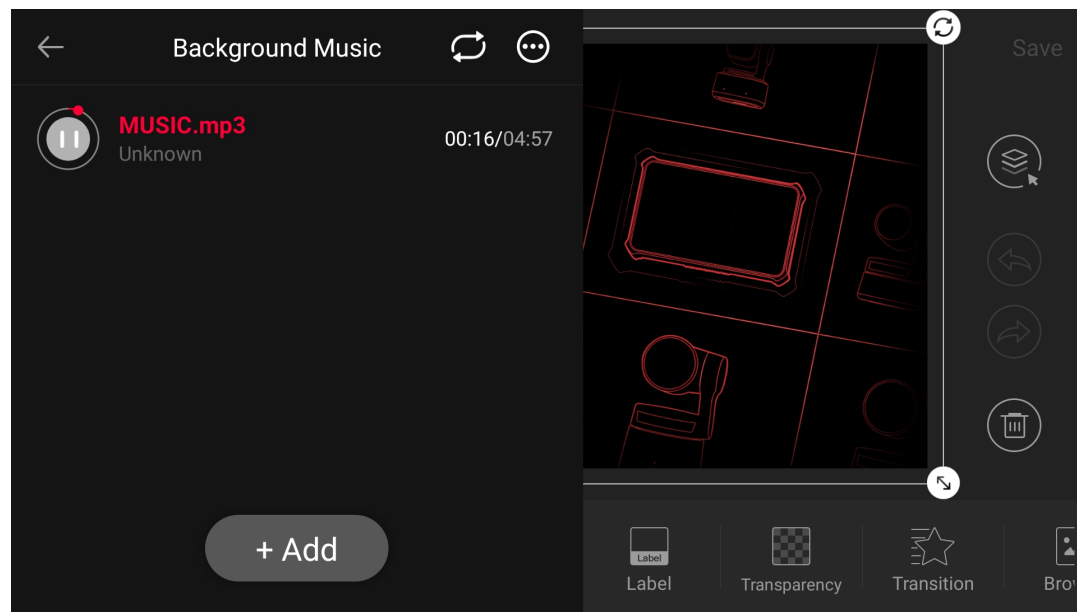 Background Music
MUSIC.mp3
Unknown
00:16/04:57
+ Add
Save
Label
Label
Transparency
Transition